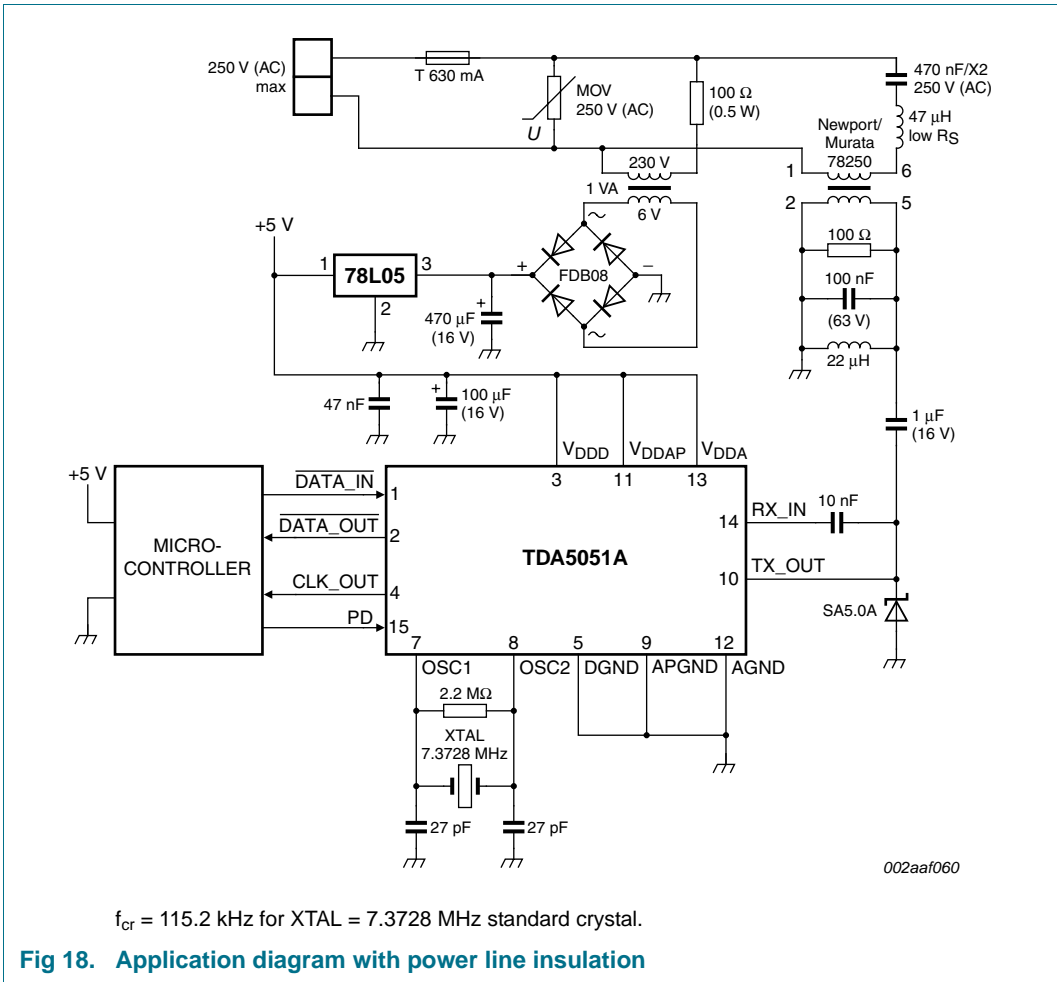 250 V (AC)
max
T 630 mA
MOV
250 V (AC)
U
100 Ω
(0.5 W)
470 nF/X2
250 V (AC)
47 μH
low RS
Newport/
Murata
78250
1
6
2
5
230 V
1 VA
6 V
+5 V
1
78L05
3
2
+
470 μF
(16 V)
+
FDB08
−
∼
∼
100 Ω
100 nF
(63 V)
22 μH
47 nF
+
100 μF
(16 V)
1 μF
(16 V)
VDDD
VDDAP
VDDA
3
11
13
+5 V
MICRO-
CONTROLLER
DATA_IN
1
DATA_OUT
2
CLK_OUT
4
PD
15
TDA5051A
14
RX_IN
10 nF
10
TX_OUT
SA5.0A
7
8
5
9
12
OSC1
OSC2
DGND
APGND
AGND
2.2 MΩ
XTAL
7.3728 MHz
27 pF
27 pF
002aaf060
fcr = 115.2 kHz for XTAL = 7.3728 MHz standard crystal.
Fig 18. Application diagram with power line insulation